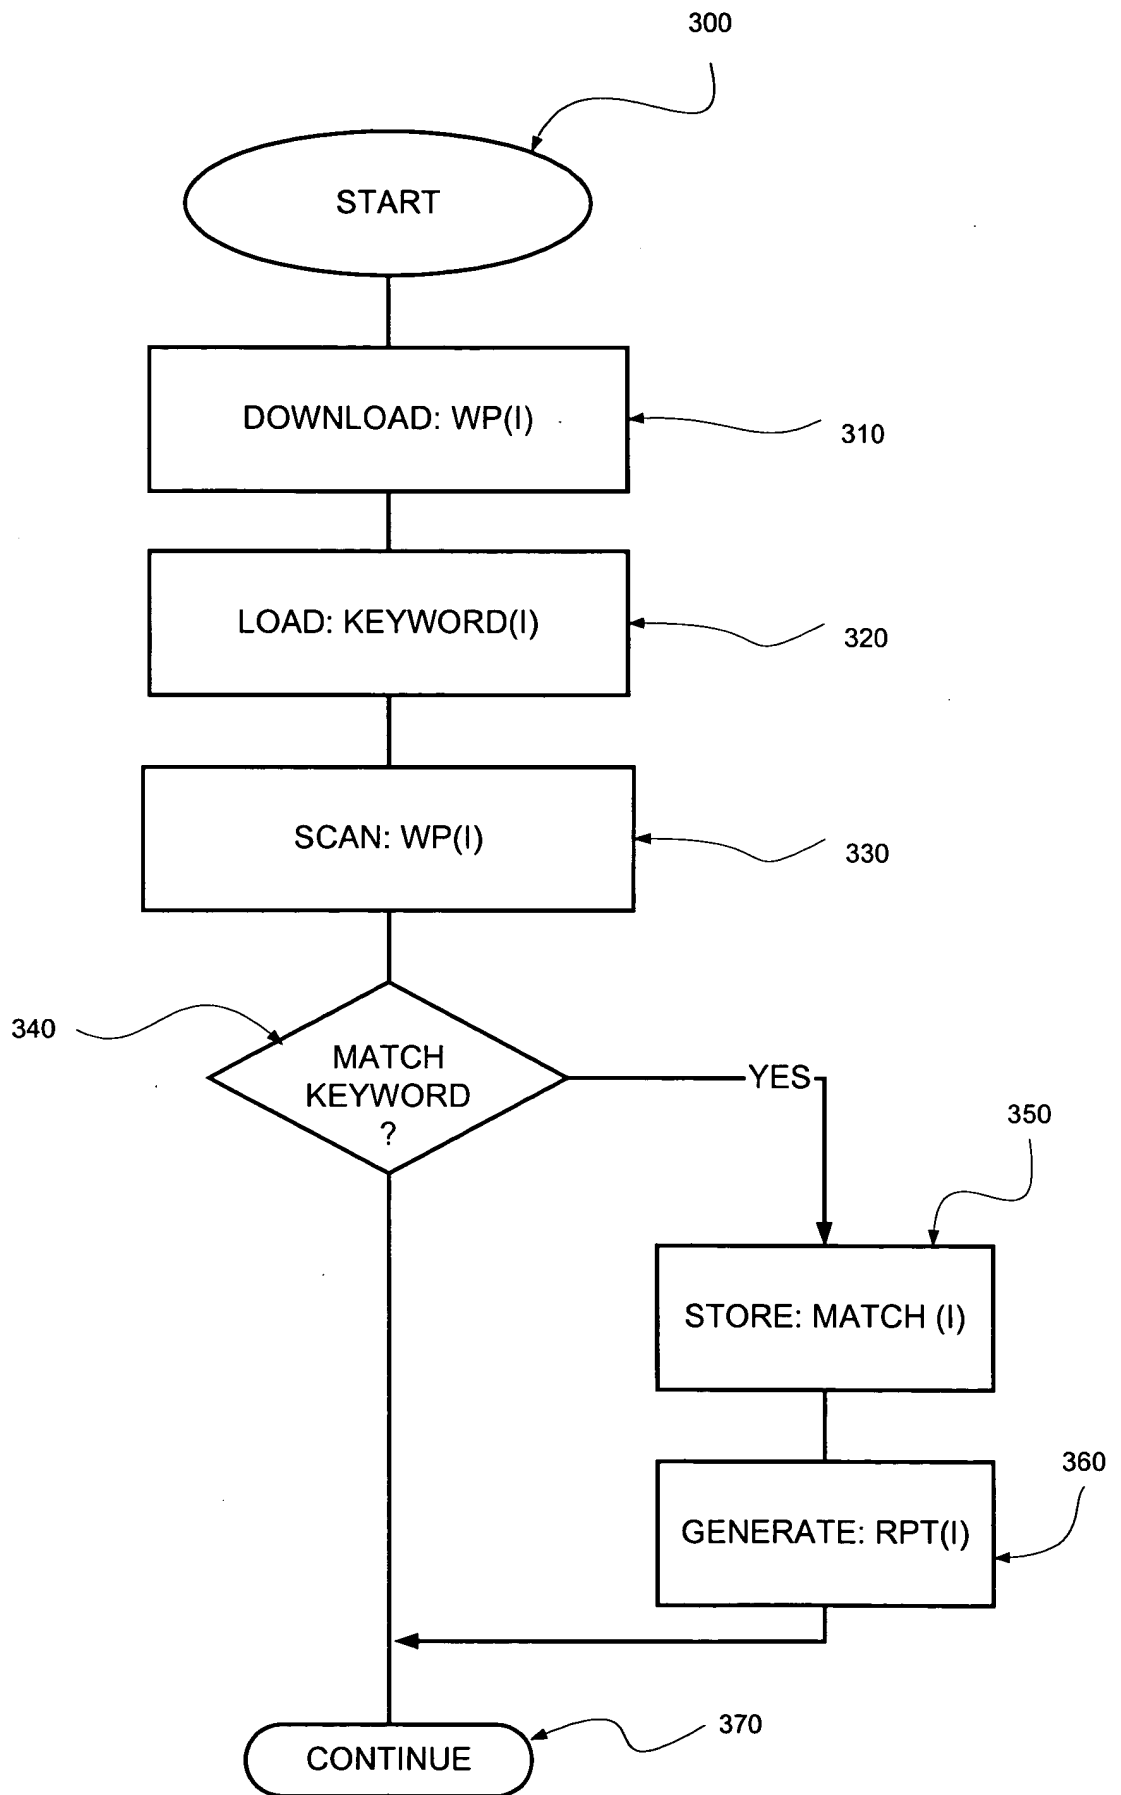 300
START
DOWNLOAD: WP(I)
310
LOAD: KEYWORD(I)
320
SCAN: WP(I)
330
340
MATCH
KEYWORD
?
YES
350
STORE: MATCH (I)
360
GENERATE: RPT(I)
370
CONTINUE